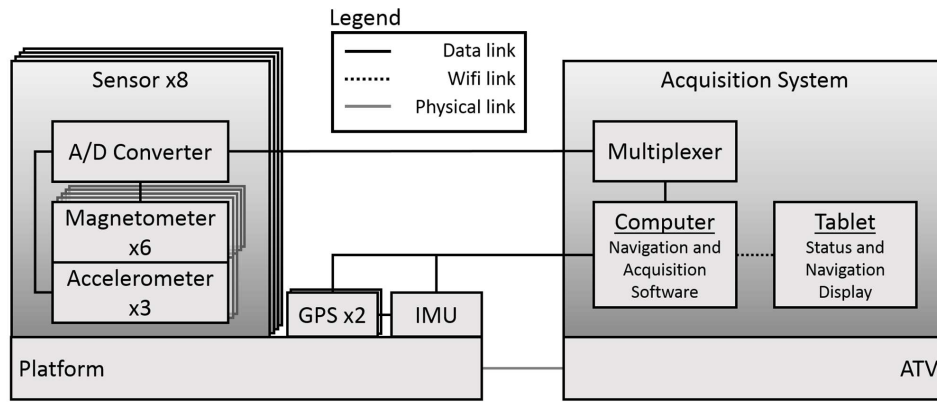 Legend
Data link
Wifi link
Physical link
Sensor x8
A/D Converter
Magnetometer
x6
Accelerometer
x3
GPS x2
IMU
Platform
Acquisition System
Multiplexer
Computer
Navigation and
Acquisition
Software
Tablet
Status and
Navigation
Display
ATV